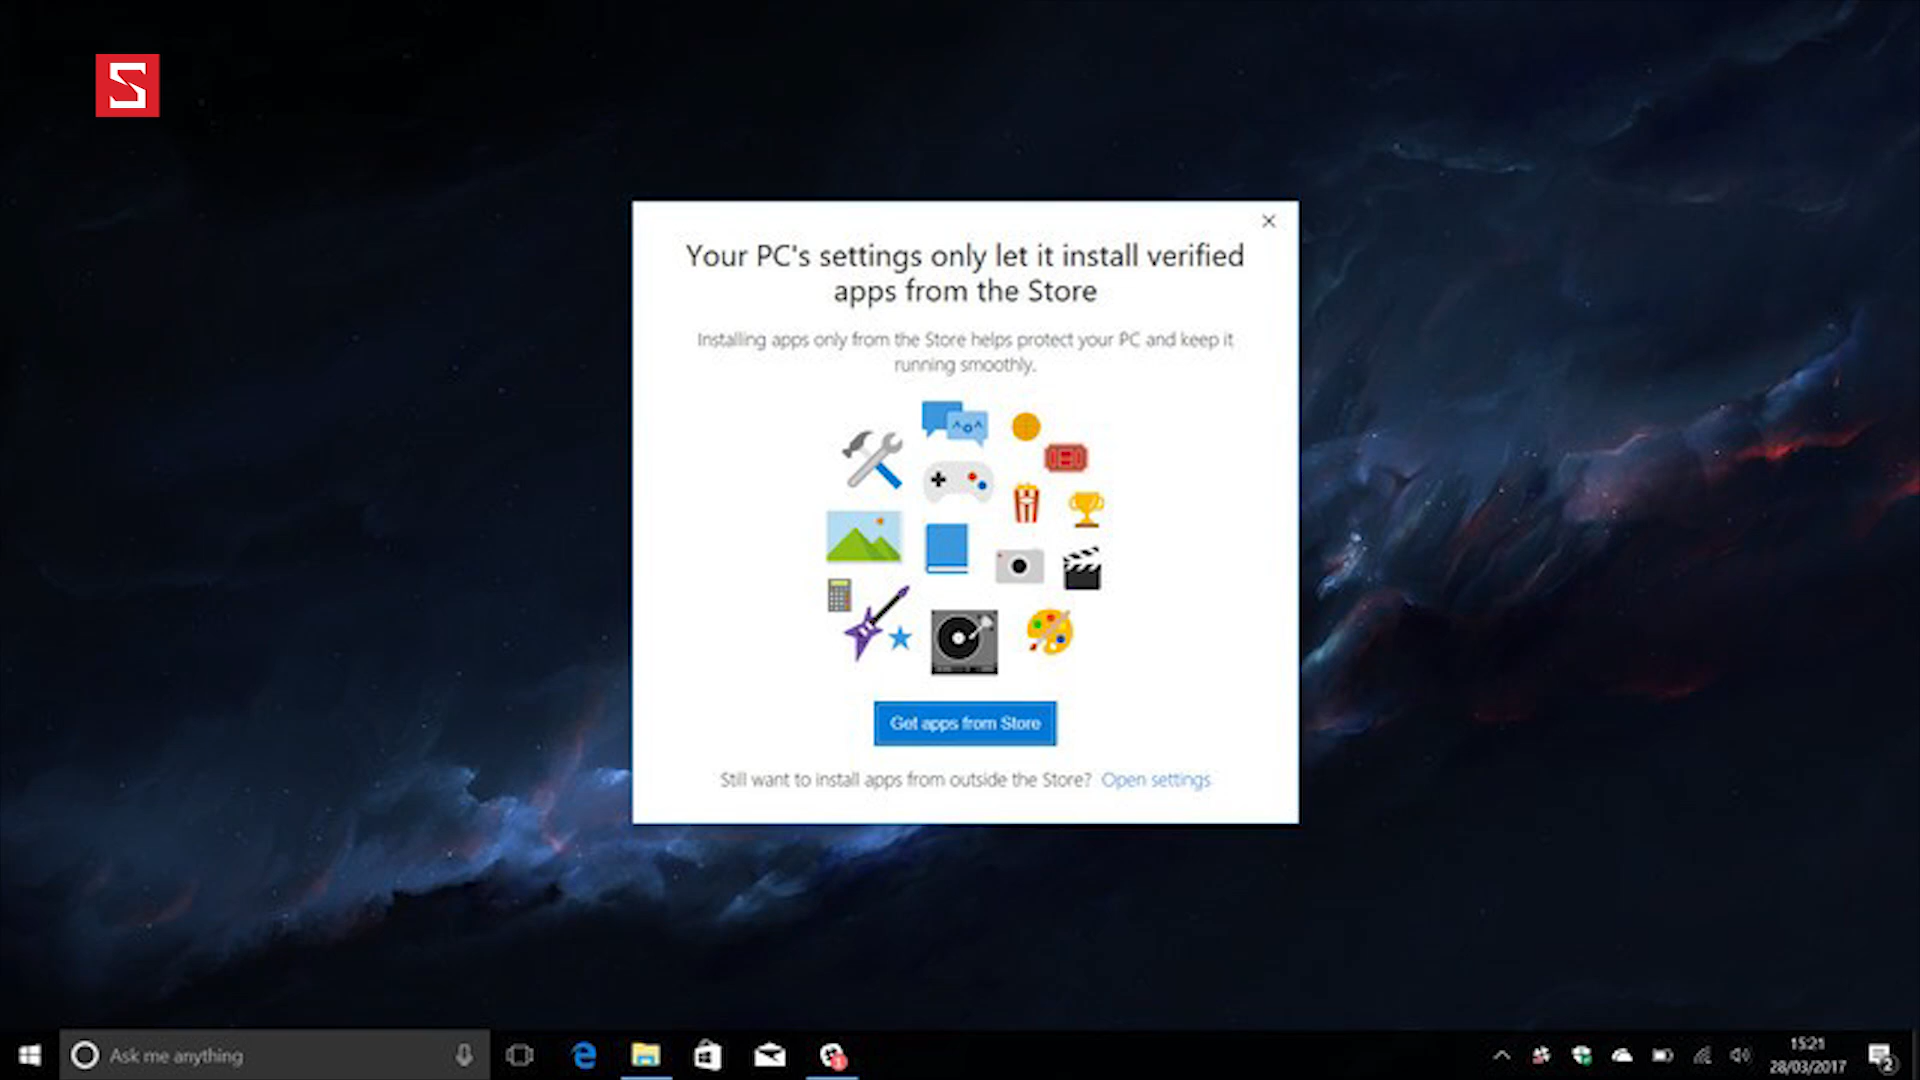 S
Your PC's settings only let it install verified
apps from the Store
Installing apps only from the Store helps protect your PC and keep it
running smoothly.
Get apps from Store
Still want to install apps from outside the Store? Open settings
Ask me anything
1
15:21
28/03/2017
2